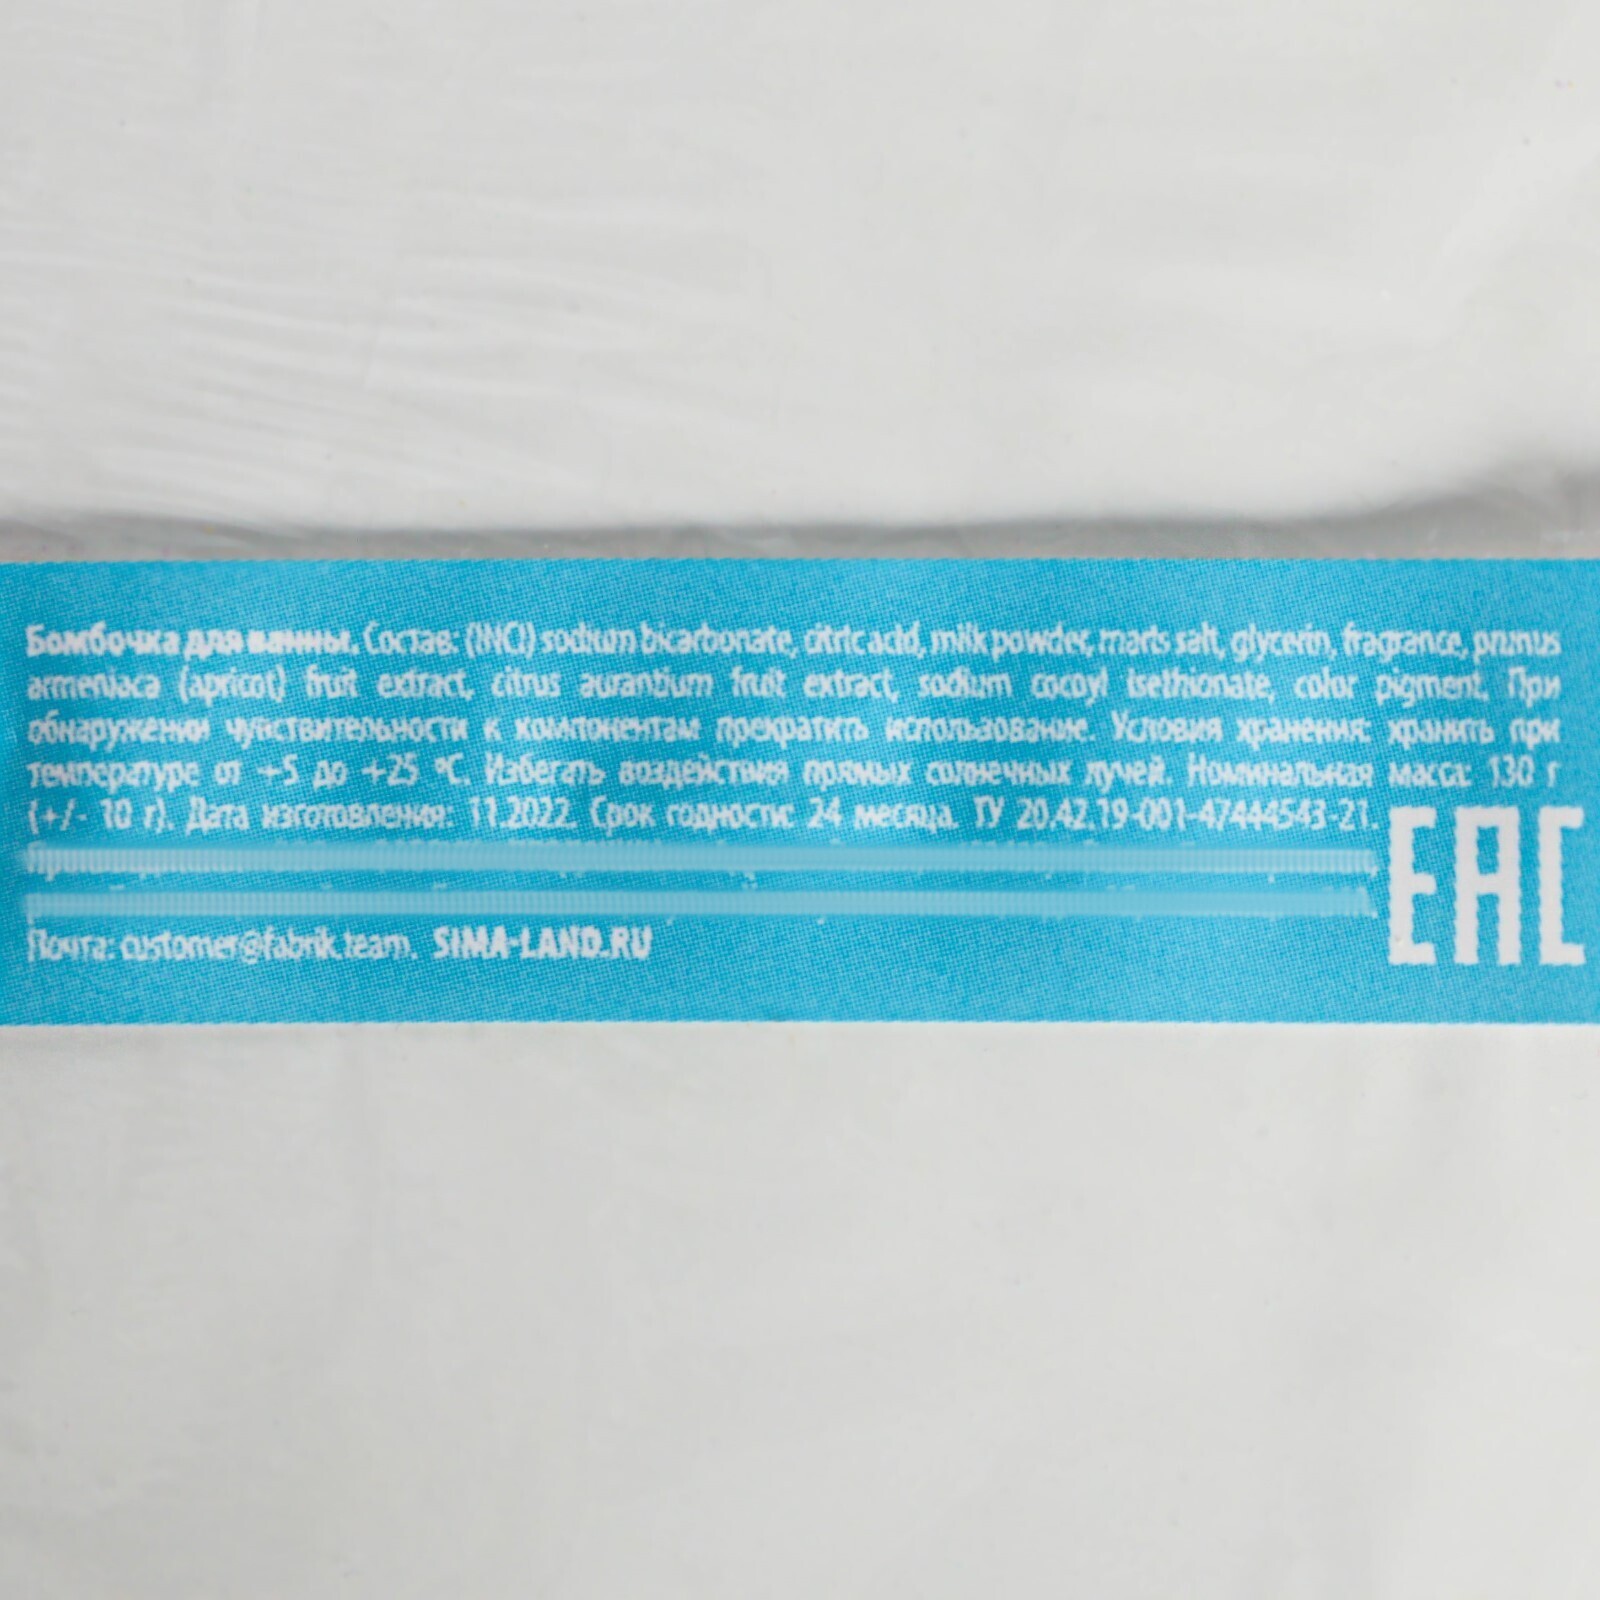 Бомбочка для ванны. Состав: (INCI) sodium bicarbonate, citric acid, milk powder, maris salt, glycerin, fragrance, prunus
armeniaca (apricot) fruit extract, citrus aurantium fruit extract, sodium cocoyl isethionate, color pigment. При
обнаружении чувствительности к компонентам прекратить использование. Условия хранения: хранить при
температуре от +5 до +25 °C. Избегать воздействия прямых солнечных лучей. Номинальная масса: 130 г
(+/- 10 г). Дата изготовления: 11.2022. Срок годности: 24 месяца. ТУ 20.42.19-001-47444543-21.
Почта: customer@fabrik.team. SIMA-LAND.RU
EAC